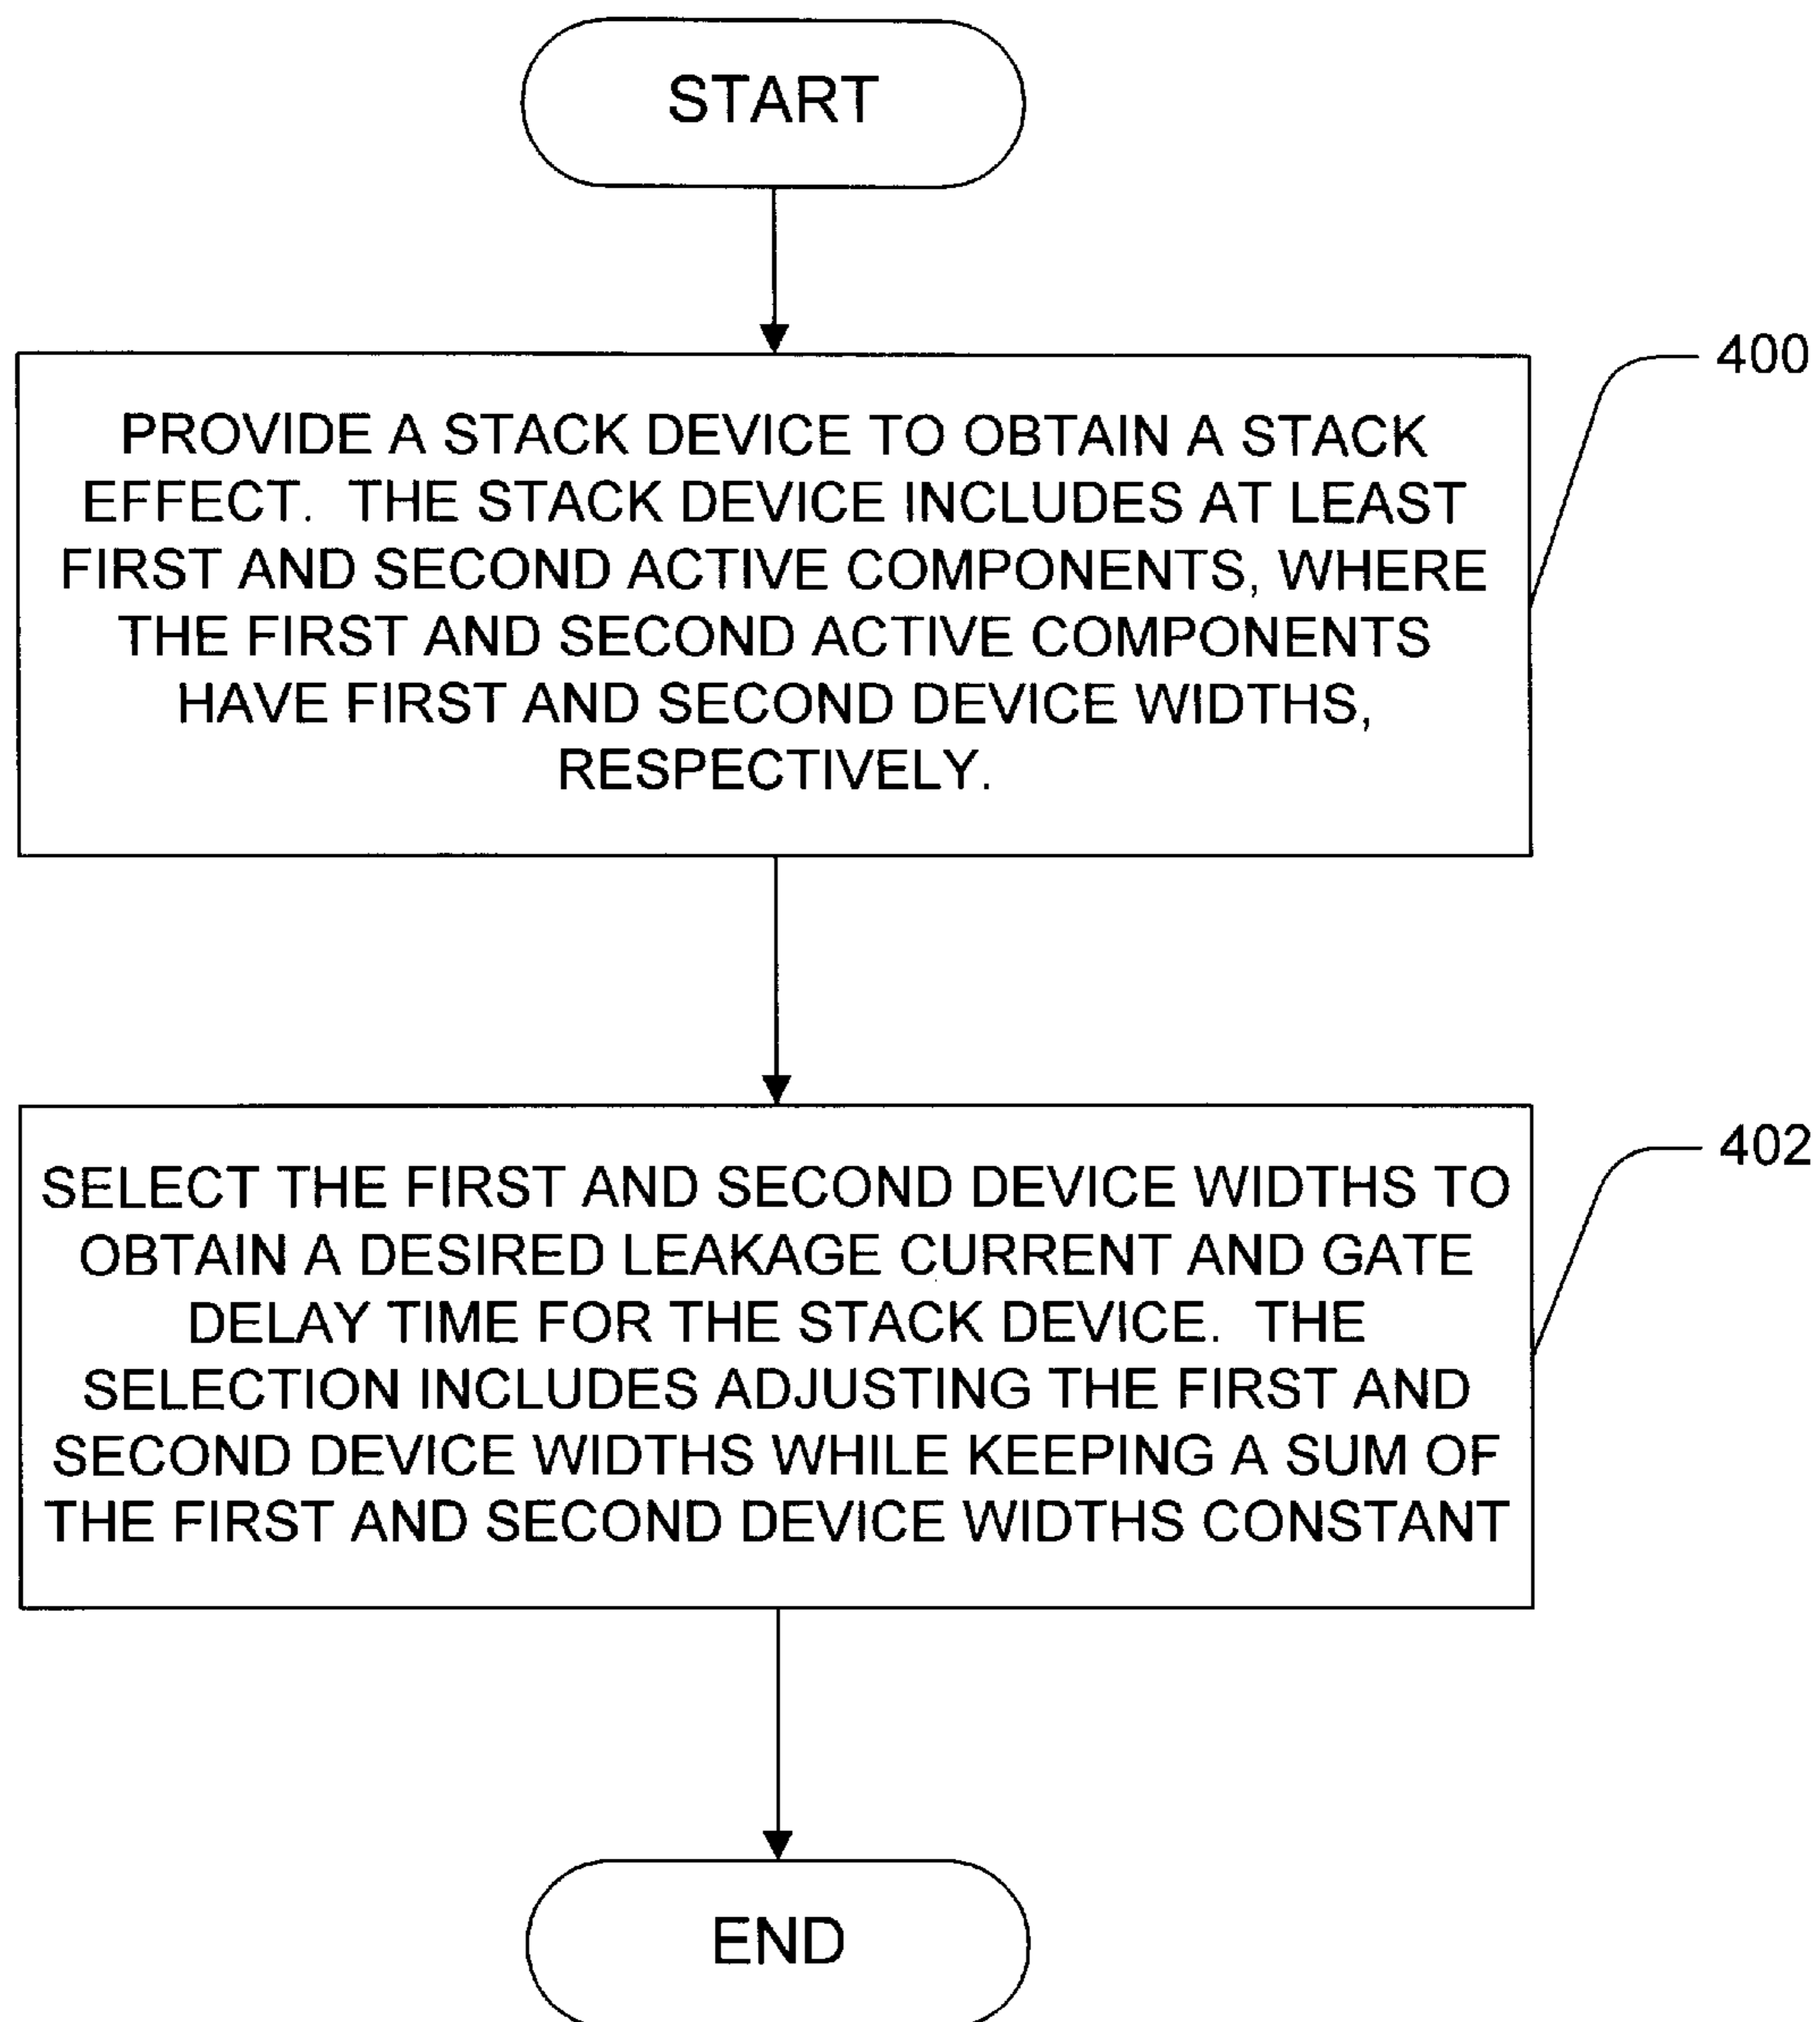 START
400
PROVIDE A STACK DEVICE TO OBTAIN A STACK
EFFECT. THE STACK DEVICE INCLUDES AT LEAST
FIRST AND SECOND ACTIVE COMPONENTS, WHERE
THE FIRST AND SECOND ACTIVE COMPONENTS
HAVE FIRST AND SECOND DEVICE WIDTHS,
RESPECTIVELY.
402
SELECT THE FIRST AND SECOND DEVICE WIDTHS TO
OBTAIN A DESIRED LEAKAGE CURRENT AND GATE
DELAY TIME FOR THE STACK DEVICE. THE
SELECTION INCLUDES ADJUSTING THE FIRST AND
SECOND DEVICE WIDTHS WHILE KEEPING A SUM OF
THE FIRST AND SECOND DEVICE WIDTHS CONSTANT
END